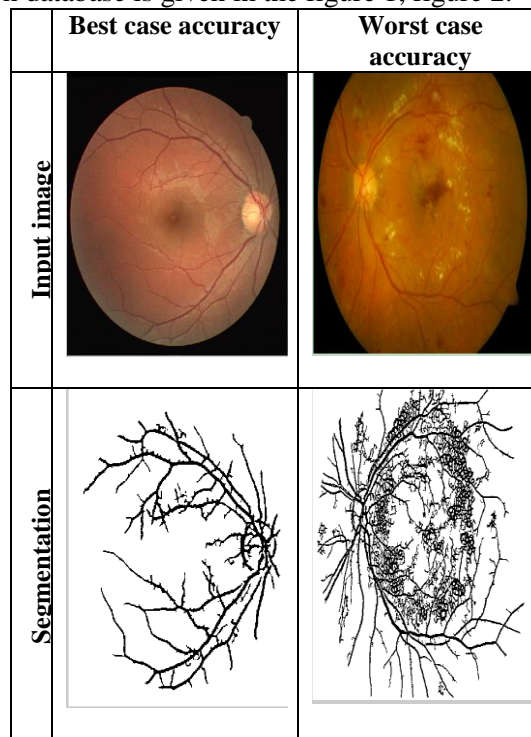 n database is given in the figure 1, figure 2.
Best case accuracy
Worst case
accuracy
Input image
Segmentation